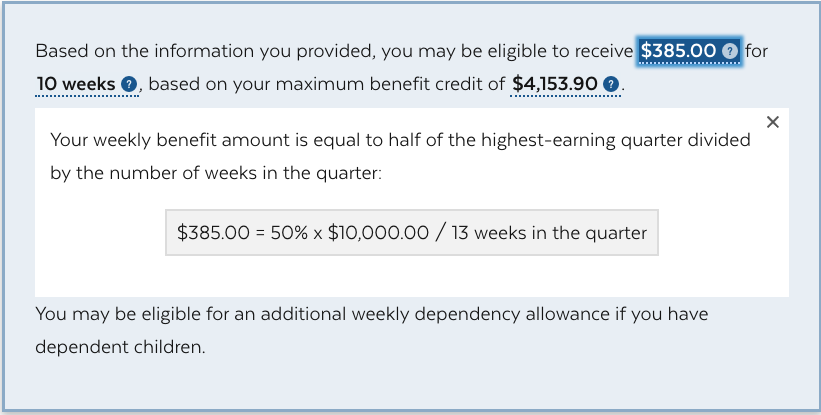 Based on the information you provided, you may be eligible to receive $385.00 ? for
10 weeks ?, based on your maximum benefit credit of $4,153.90 ?.
×
Your weekly benefit amount is equal to half of the highest-earning quarter divided
by the number of weeks in the quarter:
$385.00 = 50% x $10,000.00 / 13 weeks in the quarter
You may be eligible for an additional weekly dependency allowance if you have
dependent children.